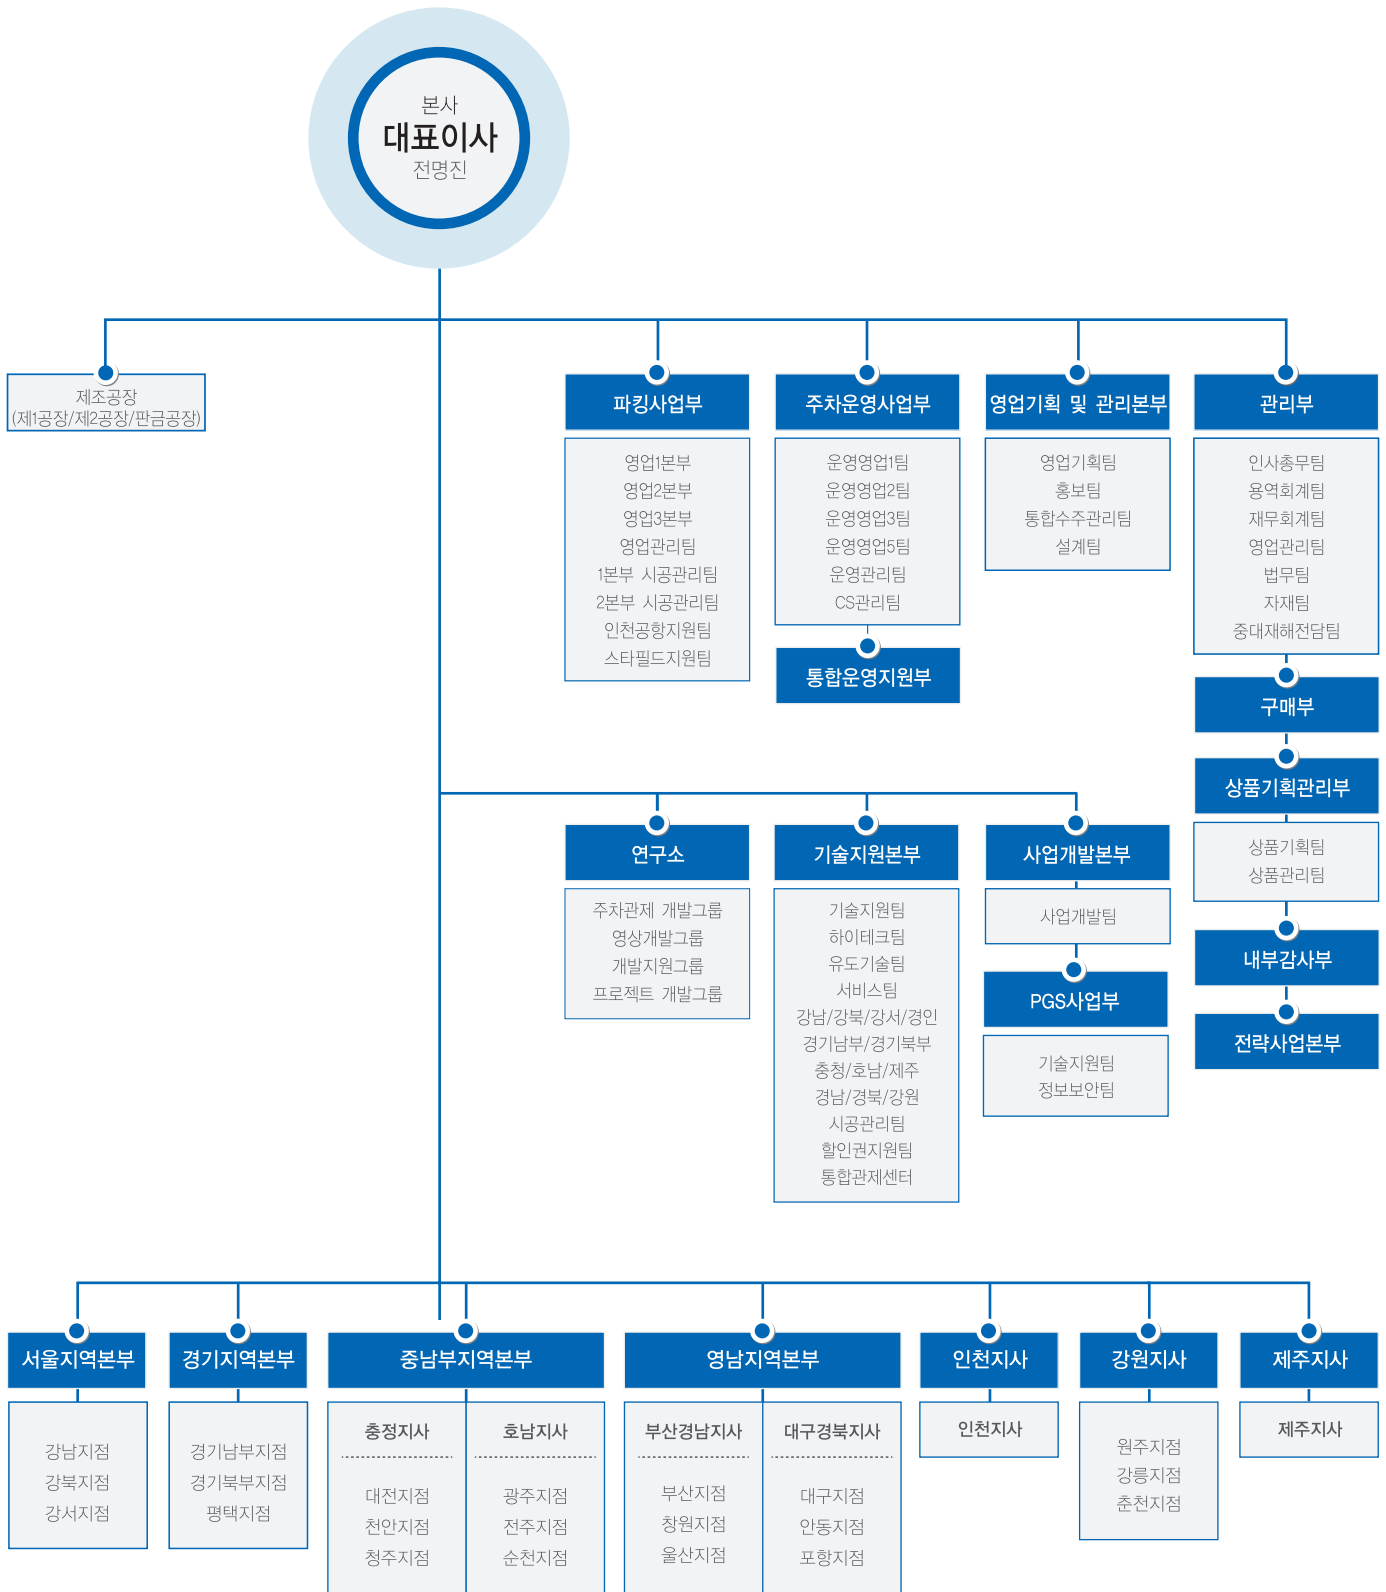 본사
대표이사
전명진
제조공장
(제1공장/제2공장/판금공장)
파킹사업부
영업1본부
영업2본부
영업3본부
영업관리팀
1본부 시공관리팀
2본부 시공관리팀
인천공항지원팀
스타필드지원팀
주차운영사업부
운영영업1팀
운영영업2팀
운영영업3팀
운영영업5팀
운영관리팀
CS관리팀
통합운영지원부
영업기획 및 관리본부
영업기획팀
홍보팀
통합수주관리팀
설계팀
관리부
인사총무팀
용역회계팀
재무회계팀
영업관리팀
법무팀
자재팀
중대재해전담팀
구매부
상품기획관리부
상품기획팀
상품관리팀
내부감사부
전략사업본부
연구소
주차관제 개발그룹
영상개발그룹
개발지원그룹
프로젝트 개발그룹
기술지원본부
기술지원팀
하이테크팀
유도기술팀
서비스팀
강남/강북/강서/경인
경기남부/경기북부
충청/호남/제주
경남/경북/강원
시공관리팀
할인권지원팀
통합관제센터
사업개발본부
사업개발팀
PGS사업부
기술지원팀
정보보안팀
서울지역본부
강남지점
강북지점
강서지점
경기지역본부
경기남부지점
경기북부지점
평택지점
중남부지역본부
충정지사
대전지점
천안지점
청주지점
호남지사
광주지점
전주지점
순천지점
영남지역본부
부산경남지사
부산지점
창원지점
울산지점
대구경북지사
대구지점
안동지점
포항지점
인천지사
인천지사
강원지사
원주지점
강릉지점
춘천지점
제주지사
제주지사